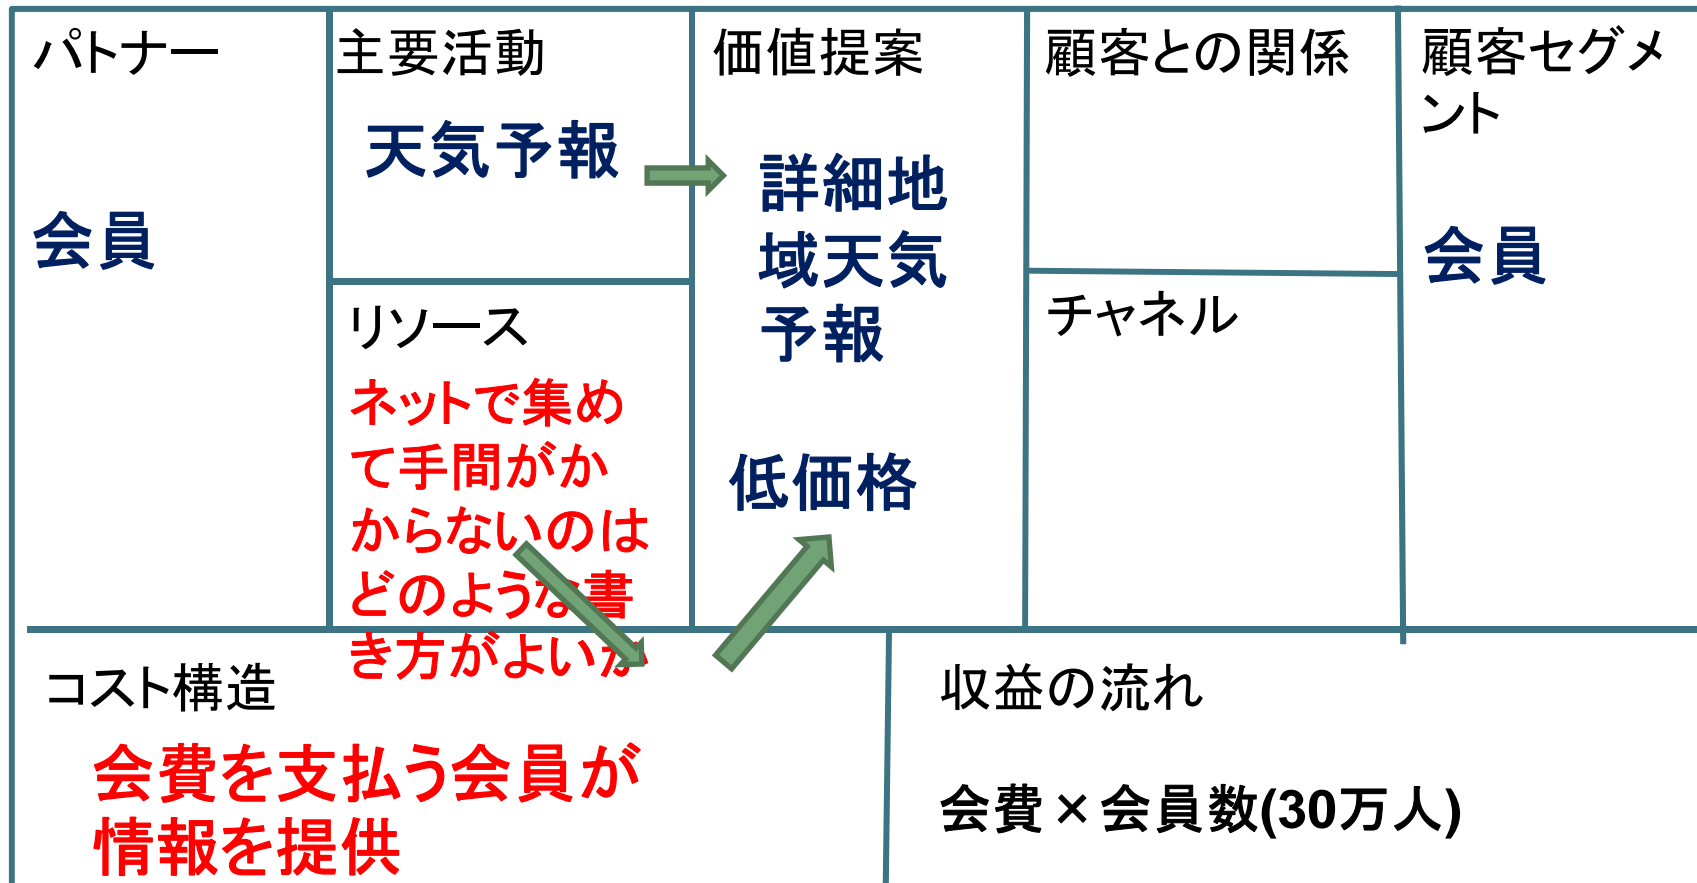 パトナー
会員
主要活動
天気予報
リソース
ネットで集め
て手間がか
からないのは
どのような書
き方がよいか
価値提案
詳細地
域天気
予報
低価格
顧客との関係
チャネル
顧客セグメ
ント
会員
コスト構造
会費を支払う会員が
情報を提供
収益の流れ
会費×会員数(30万人)